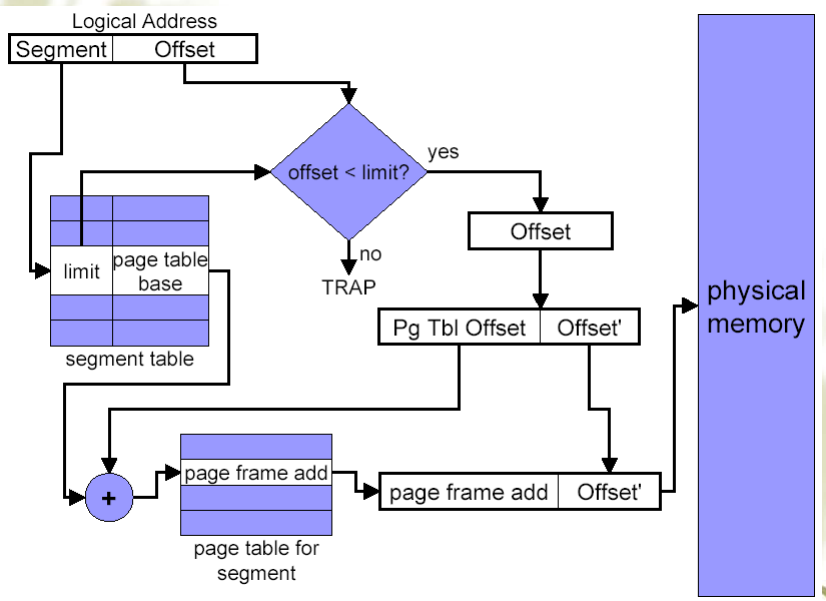 Logical Address
Segment
Offset
offset < limit?
yes
no
TRAP
Offset
Pg Tbl Offset
Offset'
limit
page table
base
segment table
+
page frame add
page table for
segment
page frame add
Offset'
physical
memory